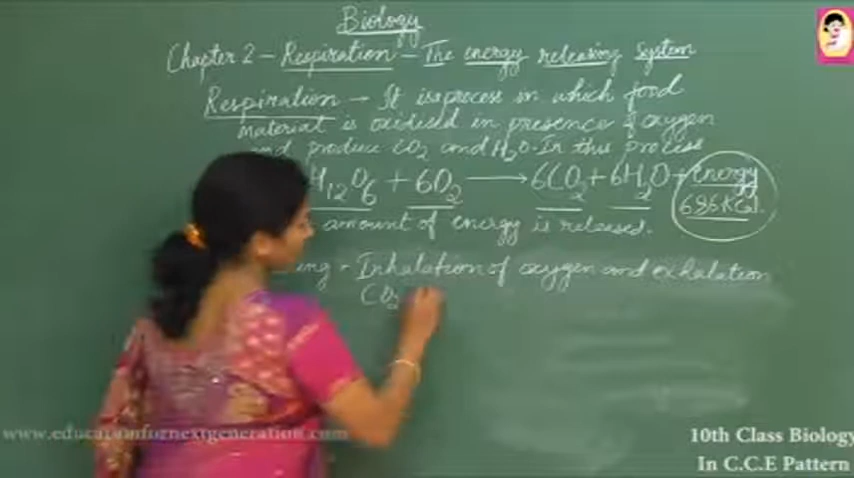 Biology
Chapter 2 - Respiration - The energy releasing System
Respiration - It is a process in which food
material is oxidised in presence of oxygen
and produce CO2 and H2O. In this process
H12O6 + 6O2 → 6CO2 + 6H2O + energy
686 KCal.
amount of energy is released.
Inhalation of oxygen and exhalation
CO2
www.educationfornextgeneration.com
10th Class Biology
In C.C.E Pattern